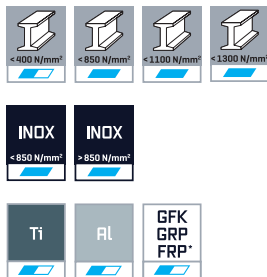 <400 N/mm²
<850 N/mm²
<1100 N/mm²
<1300 N/mm²
INOX
<850 N/mm²
INOX
>850 N/mm²
Ti
Al
GFK
GRP
FRP*